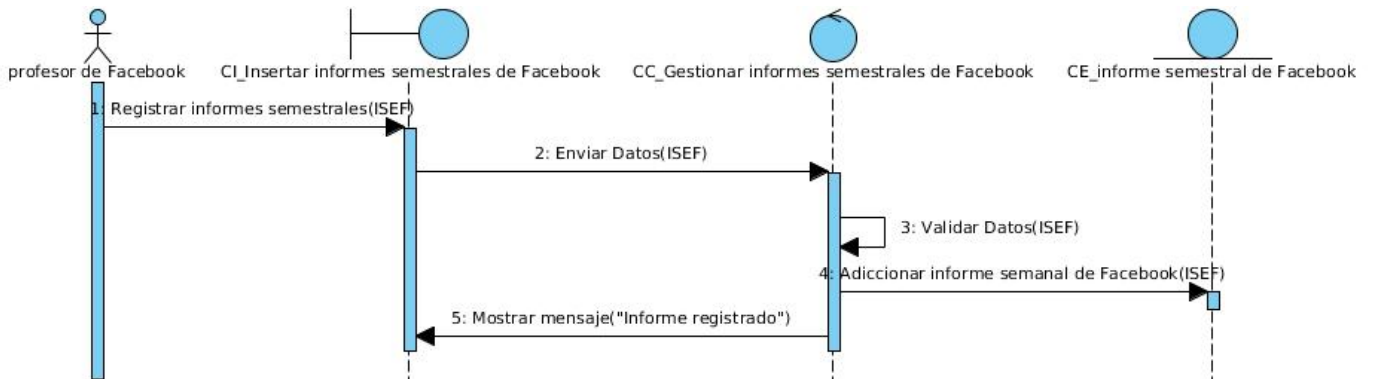 profesor de Facebook
CI_Insertar informes semestrales de Facebook
CC_Gestionar informes semestrales de Facebook
CE_informe semestral de Facebook
1: Registrar informes semestrales(ISEF)
2: Enviar Datos(ISEF)
3: Validar Datos(ISEF)
4: Adiccionar informe semanal de Facebook(ISEF)
5: Mostrar mensaje("Informe registrado")